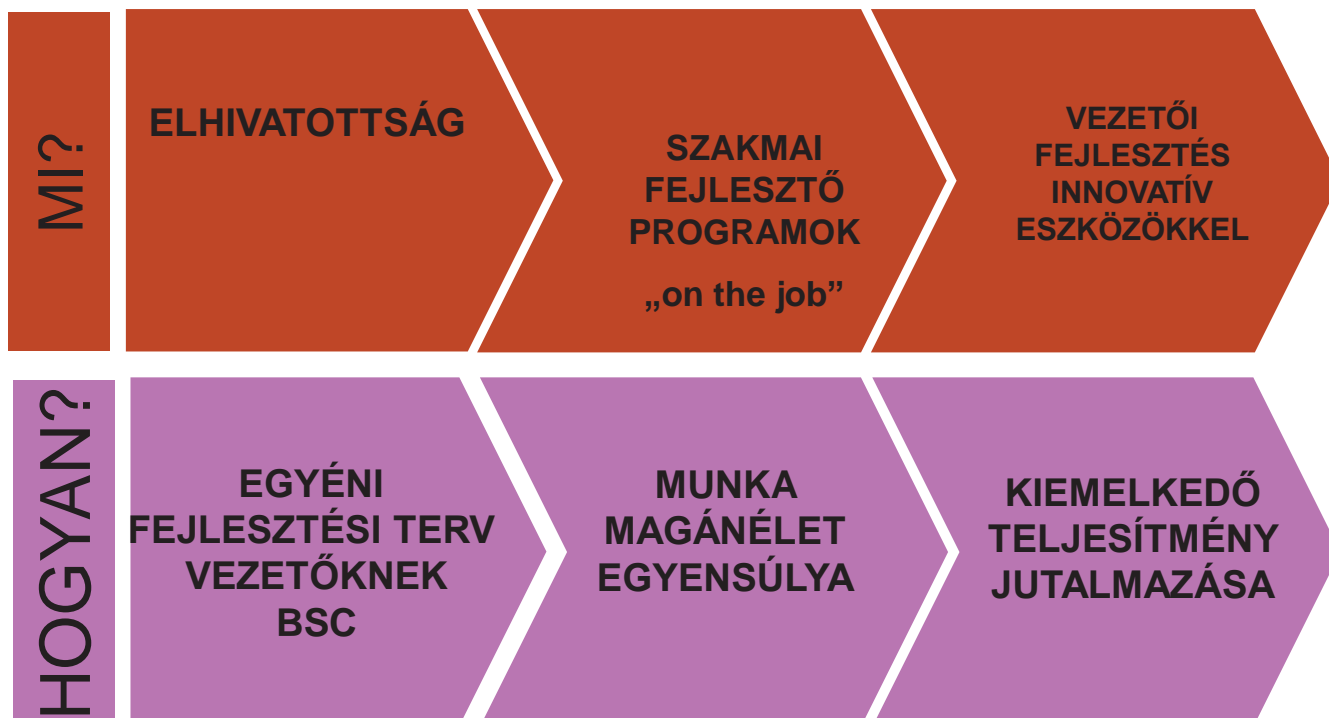 MI?
ELHIVATOTTSÁG
SZAKMAI
FEJLESZTŐ
PROGRAMOK
„on the job”
VEZETŐI
FEJLESZTÉS
INNOVATÍV
ESZKÖZÖKKEL
HOGYAN?
EGYÉNI
FEJLESZTÉSI TERV
VEZETŐKNEK
BSC
MUNKA
MAGÁNÉLET
EGYENSÚLYA
KIEMELKEDŐ
TELJESÍTMÉNY
JUTALMAZÁSA